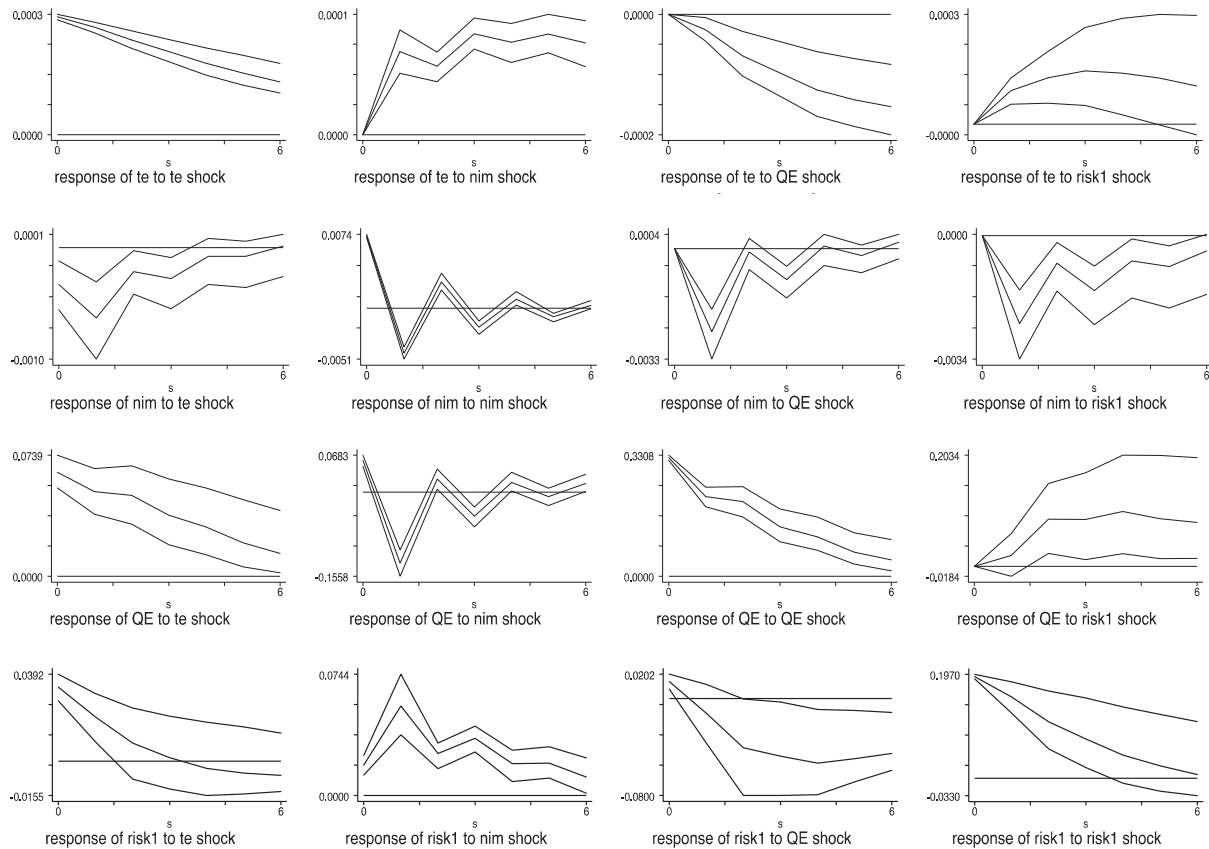 0.0003
0.0000
0 6
s
response of te to te shock
0.0001
0.0000
0 6
s
response of te to nim shock
0.0000
-0.0002
0 6
s
response of te to QE shock
0.0003
-0.0000
0 6
s
response of te to risk1 shock
0.0001
-0.0010
0 6
s
response of nim to te shock
0.0074
-0.0051
0 6
s
response of nim to nim shock
0.0004
-0.0033
0 6
s
response of nim to QE shock
0.0000
-0.0034
0 6
s
response of nim to risk1 shock
0.0739
0.0000
0 6
s
response of QE to te shock
0.0683
-0.1558
0 6
s
response of QE to nim shock
0.3308
0.0000
0 6
s
response of QE to QE shock
0.2034
-0.0184
0 6
s
response of QE to risk1 shock
0.0392
-0.0155
0 6
s
response of risk1 to te shock
0.0744
0.0000
0 6
s
response of risk1 to nim shock
0.0202
-0.0800
0 6
s
response of risk1 to QE shock
0.1970
-0.0330
0 6
s
response of risk1 to risk1 shock